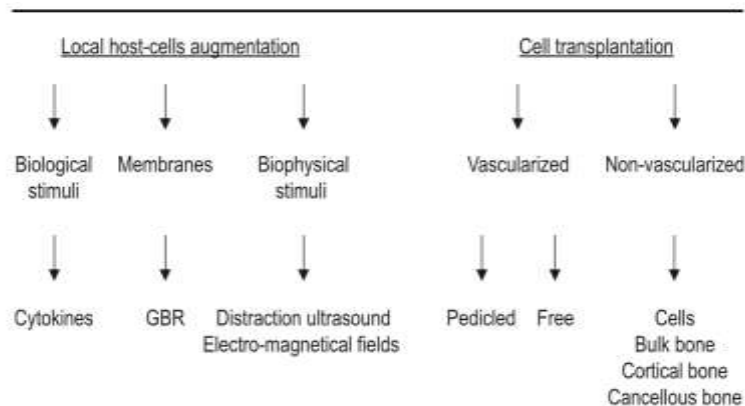 Local host-cells augmentation Cell transplantation
Biological Membranes Biophysical Vascularized Non-vascularized
stimuli stimuli
Cytokines GBR Distraction ultrasound Pedicled Free Cells
Electro-magnetical fields Bulk bone
Cortical bone
Cancellous bone